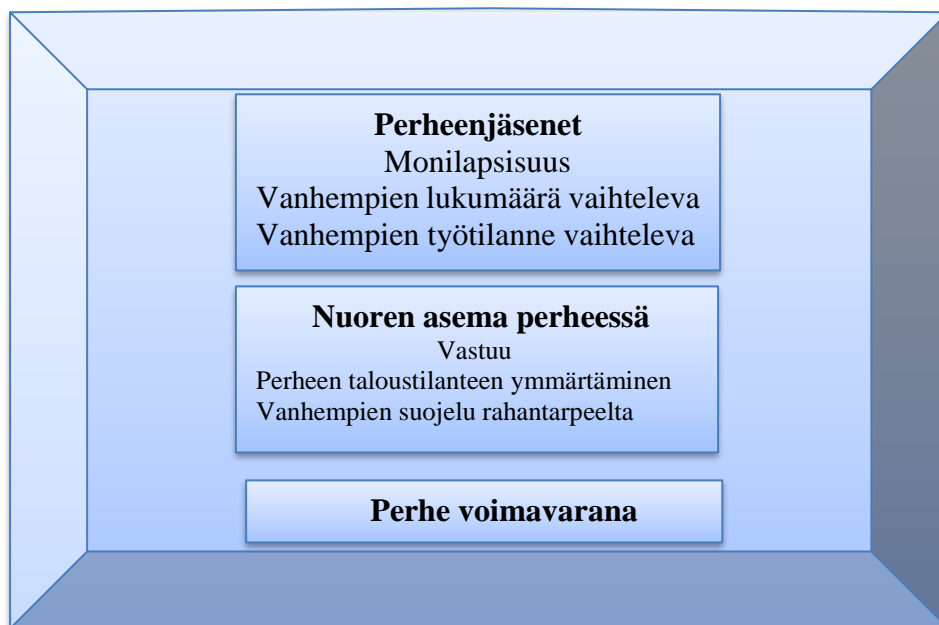 Perheenjäsenet
Monilapsisuus
Vanhempien lukumäärä vaihteleva
Vanhempien työtilanne vaihteleva
Nuoren asema perheessä
Vastuu
Perheen taloustilanteen ymmärtäminen
Vanhempien suojelu rahantarpeelta
Perhe voimavarana